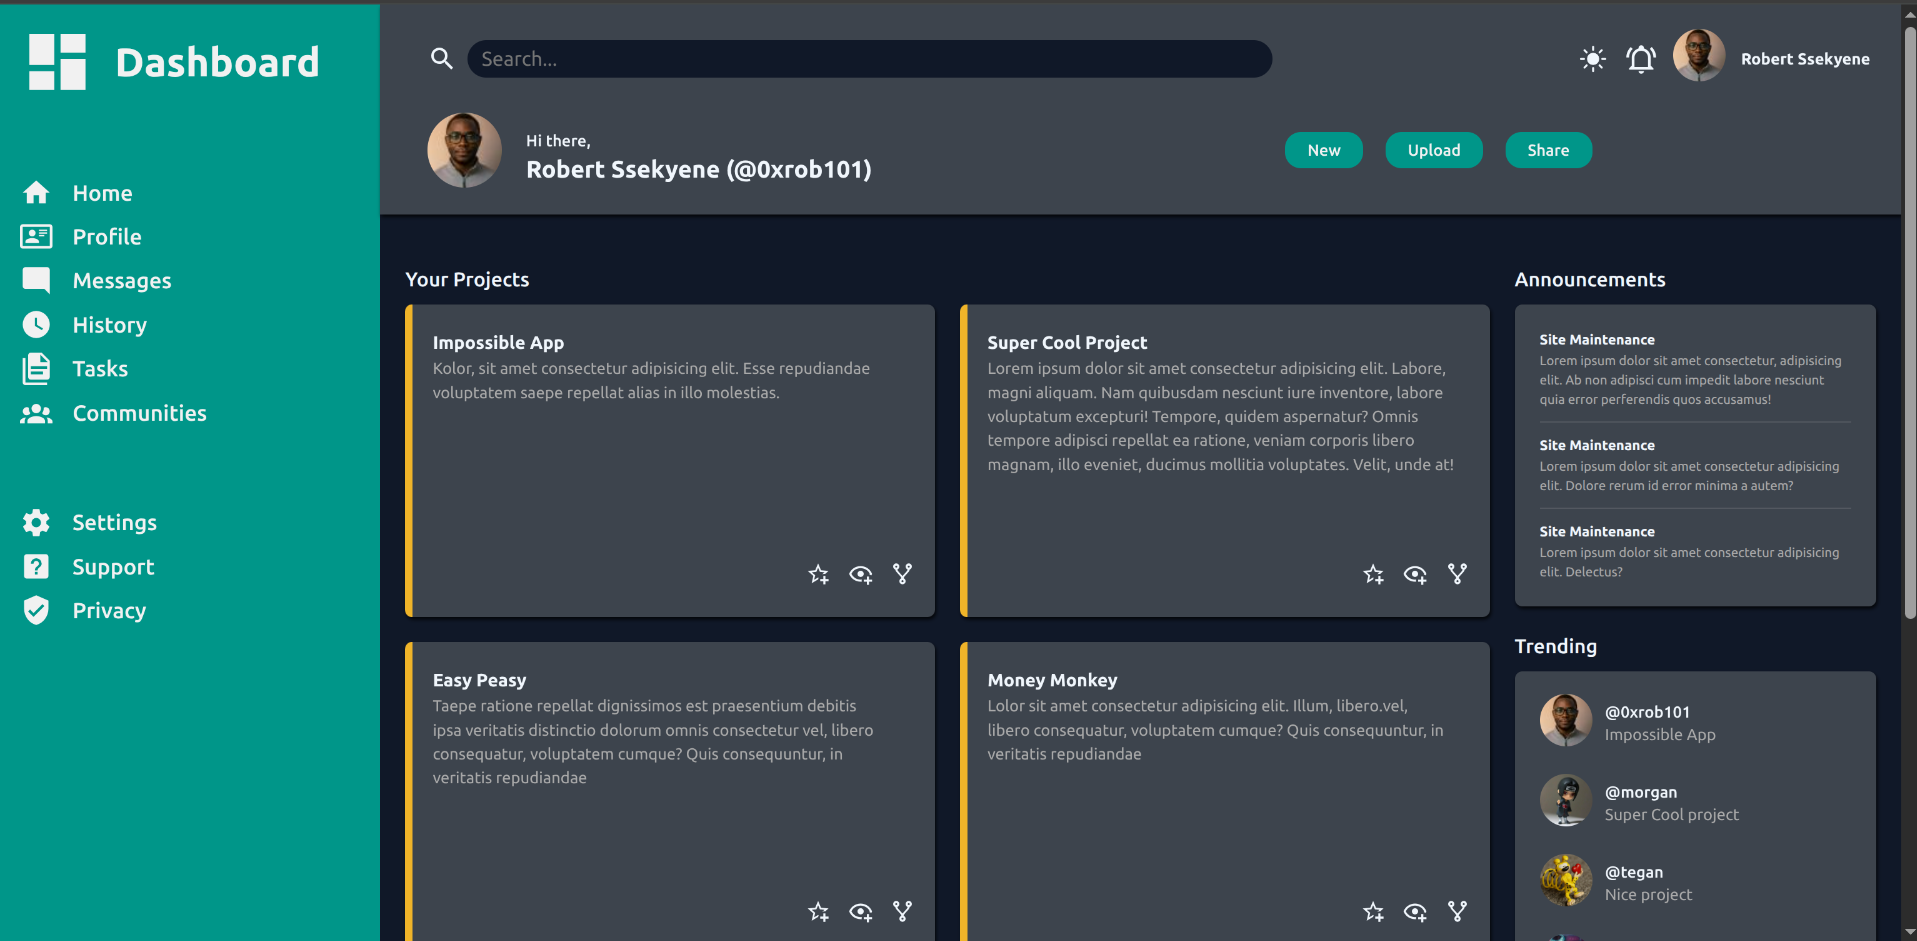 Dashboard
Home
Profile
Messages
History
Tasks
Communities
Settings
Support
Privacy
Search...
Robert Ssekyene
Hi there,
Robert Ssekyene (@0xrob101)
New
Upload
Share
Your Projects
Impossible App
Kolor, sit amet consectetur adipisicing elit. Esse repudiandae
voluptatem saepe repellat alias in illo molestias.
Super Cool Project
Lorem ipsum dolor sit amet consectetur adipisicing elit. Labore,
magni aliquam. Nam quibusdam nesciunt iure inventore, labore
voluptatum excepturi! Tempore, quidem aspernatur? Omnis
tempore adipisci repellat ea ratione, veniam corporis libero
magnam, illo eveniet, ducimus mollitia voluptates. Velit, unde at!
Easy Peasy
Taepe ratione repellat dignissimos est praesentium debitis
ipsa veritatis distinctio dolorum omnis consectetur vel, libero
consequatur, voluptatem cumque? Quis consequuntur, in
veritatis repudiandae
Money Monkey
Lolor sit amet consectetur adipisicing elit. Illum, libero.vel,
libero consequatur, voluptatem cumque? Quis consequuntur, in
veritatis repudiandae
Announcements
Site Maintenance
Lorem ipsum dolor sit amet consectetur, adipisicing
elit. Ab non adipisci cum impedit labore nesciunt
quia error perferendis quos accusamus!
Site Maintenance
Lorem ipsum dolor sit amet consectetur adipisicing
elit. Dolore rerum id error minima a autem?
Site Maintenance
Lorem ipsum dolor sit amet consectetur adipisicing
elit. Delectus?
Trending
@0xrob101
Impossible App
@morgan
Super Cool project
@tegan
Nice project